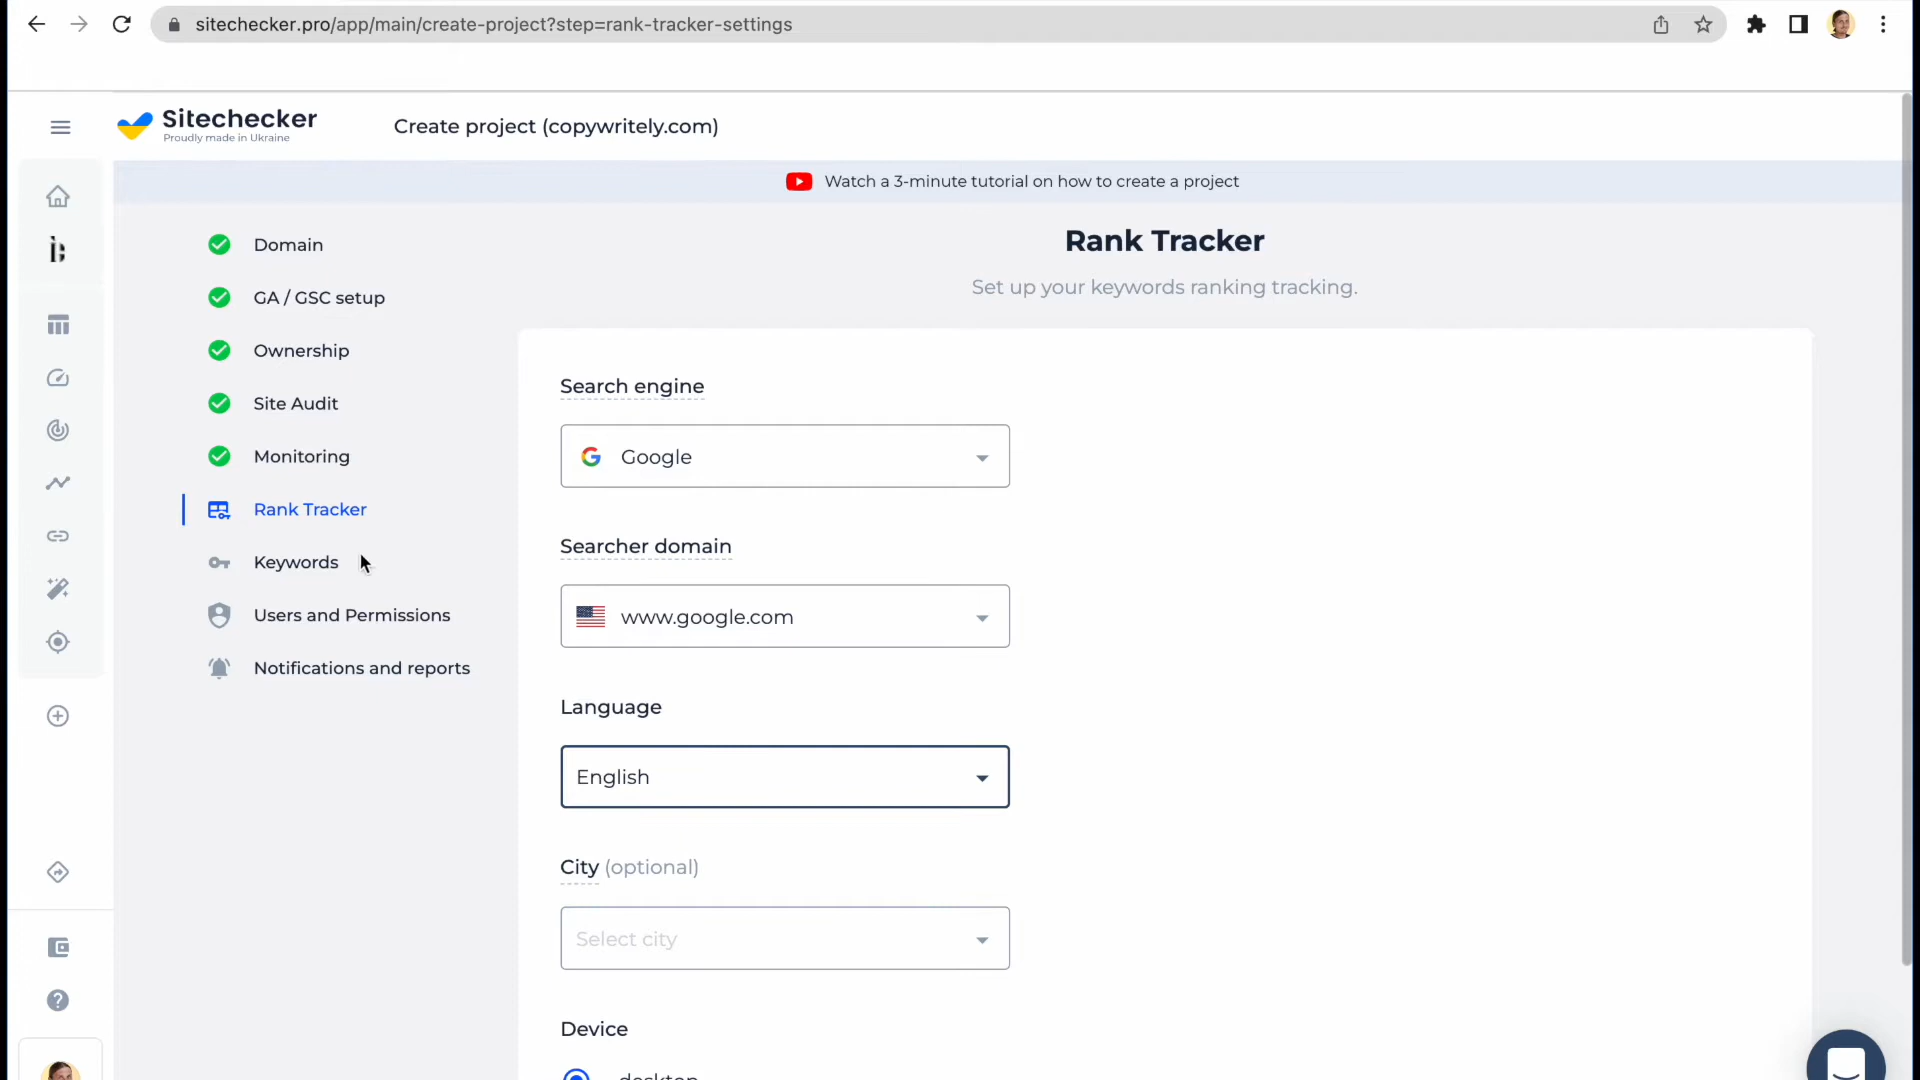 sitechecker.pro/app/main/create-project?step=rank-tracker-settings
Sitechecker
Proudly made in Ukraine
Create project (copywritely.com)
Watch a 3-minute tutorial on how to create a project
Domain
GA / GSC setup
Ownership
Site Audit
Monitoring
Rank Tracker
Keywords
Users and Permissions
Notifications and reports
Rank Tracker
Set up your keywords ranking tracking.
Search engine
Google
Searcher domain
www.google.com
Language
English
City (optional)
Select city
Device
desktop